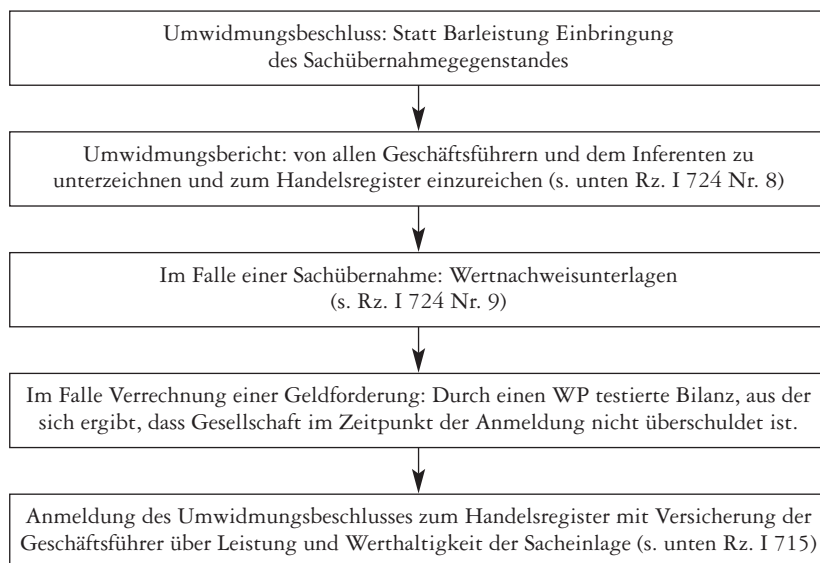 Umwidmungsbeschluss: Statt Barleistung Einbringung
des Sachübernahmegegenstandes
Umwidmungsbericht: von allen Geschäftsführern und dem Inferenten zu
unterzeichnen und zum Handelsregister einzureichen (s. unten Rz. I 724 Nr. 8)
Im Falle einer Sachübernahme: Wertnachweisunterlagen
(s. Rz. I 724 Nr. 9)
Im Falle Verrechnung einer Geldforderung: Durch einen WP testierte Bilanz, aus der
sich ergibt, dass Gesellschaft im Zeitpunkt der Anmeldung nicht überschuldet ist.
Anmeldung des Umwidmungsbeschlusses zum Handelsregister mit Versicherung der
Geschäftsführer über Leistung und Werthaltigkeit der Sacheinlage (s. unten Rz. I 715)